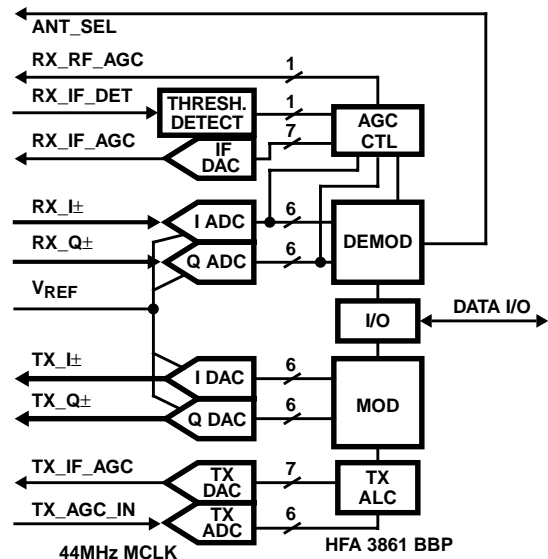 ANT_SEL
RX_RF_AGC
1
RX_IF_DET
THRESH.
DETECT
1
AGC
CTL
RX_IF_AGC
IF
DAC
7
RX_I±
I ADC
6
DEMOD
RX_Q±
Q ADC
6
VREF
I/O
DATA I/O
TX_I±
I DAC
6
MOD
TX_Q±
Q DAC
6
TX_IF_AGC
TX
DAC
7
TX
ALC
TX_AGC_IN
TX
ADC
6
44MHz MCLK
HFA 3861 BBP